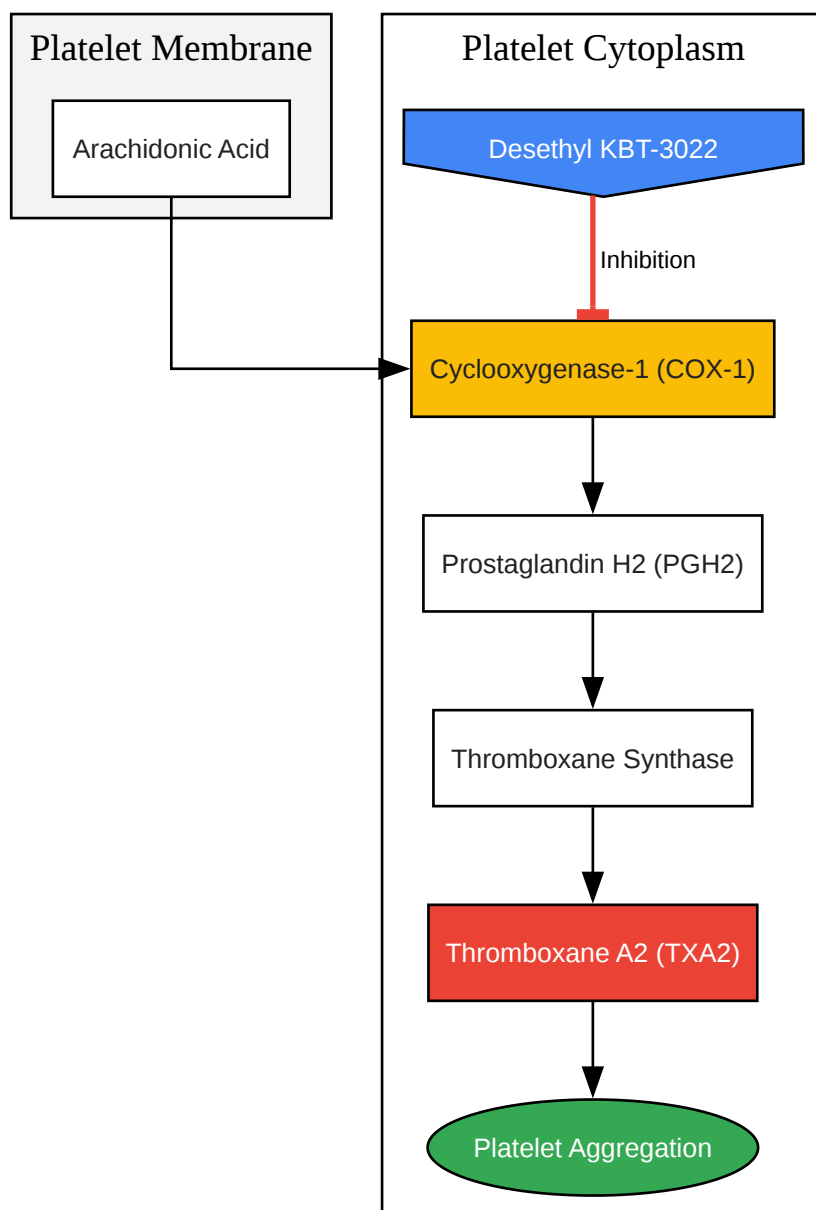 Platelet Membrane
Platelet Cytoplasm
Arachidonic Acid
Desethyl KBT-3022
Inhibition
Cyclooxygenase-1 (COX-1)
Prostaglandin H2 (PGH2)
Thromboxane Synthase
Thromboxane A2 (TXA2)
Platelet Aggregation